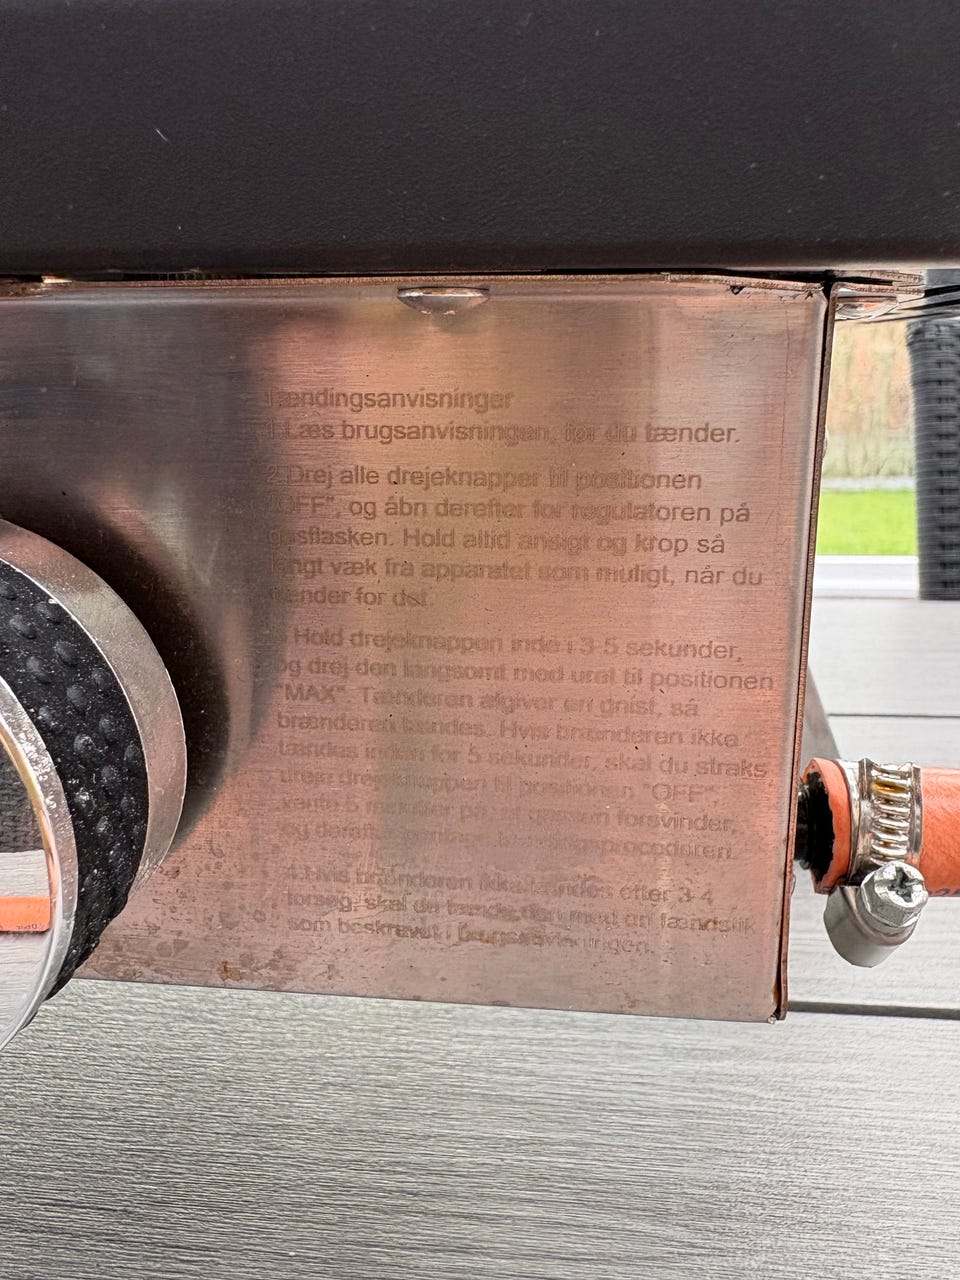 Tændingsanvisninger
1.Læs brugsanvisningen, før du tænder.
2.Drej alle drejeknapper til positionen
"OFF", og åbn derefter for regulatoren på
gasflasken. Hold altid ansigt og krop så
langt væk fra apparatet som muligt, når du
tænder for det.
3 Hold drejeknappen inde i 3-5 sekunder,
og drej den langsomt med uret til positionen
"MAX". Tænderen afgiver en gnist, så
brænderen tændes. Hvis brænderen ikke
tændes inden for 5 sekunder, skal du straks
dreje drejeknappen til positionen "OFF",
vente 5 minutter på, at gassen forsvinder,
og derefter gentage tændingsproceduren.
4.Hvis brænderen ikke tændes efter 3-4
forsøg, skal du tænde den med en tændstik
som beskrevet i brugsanvisningen.